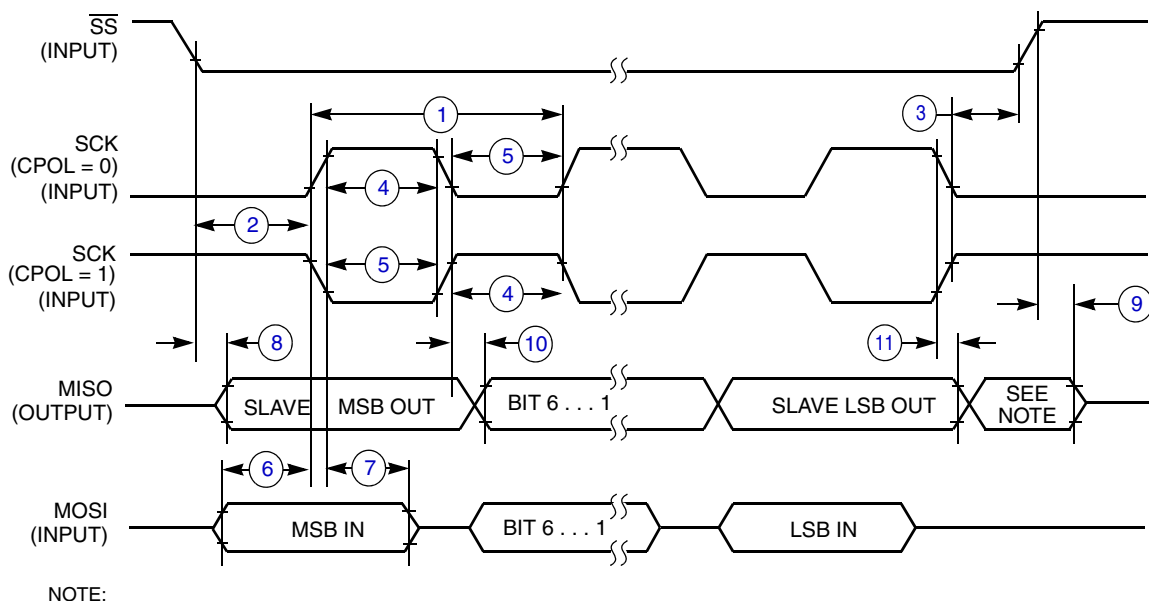 SS
(INPUT)
1
3
SCK
(CPOL = 0)
(INPUT)
5
4
2
SCK
(CPOL = 1)
(INPUT)
5
4
9
8
10
11
MISO
(OUTPUT)
SLAVE MSB OUT
BIT 6 . . . 1
SLAVE LSB OUT
SEE
NOTE
6
7
MOSI
(INPUT)
MSB IN
BIT 6 . . . 1
LSB IN
NOTE: